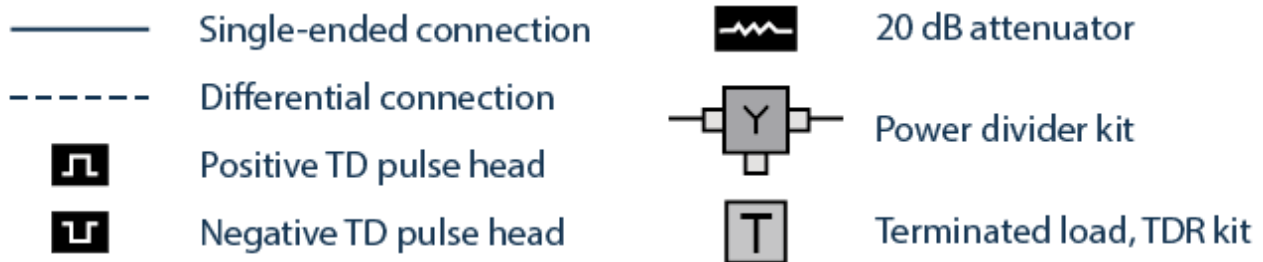 Single-ended connection
Differential connection
Positive TD pulse head
Negative TD pulse head
20 dB attenuator
Y
Power divider kit
T
Terminated load, TDR kit